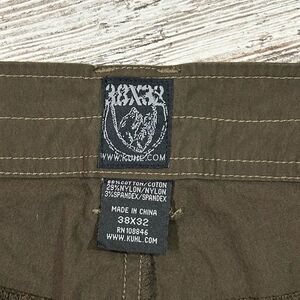 38X32
WWW.KUHL.COM
68%COTTON/COTON
29%NYLON/NYLON
3%SPANDEX/SPANDEX
MADE IN CHINA
38X32
RN108846
WWW.KUHL.COM